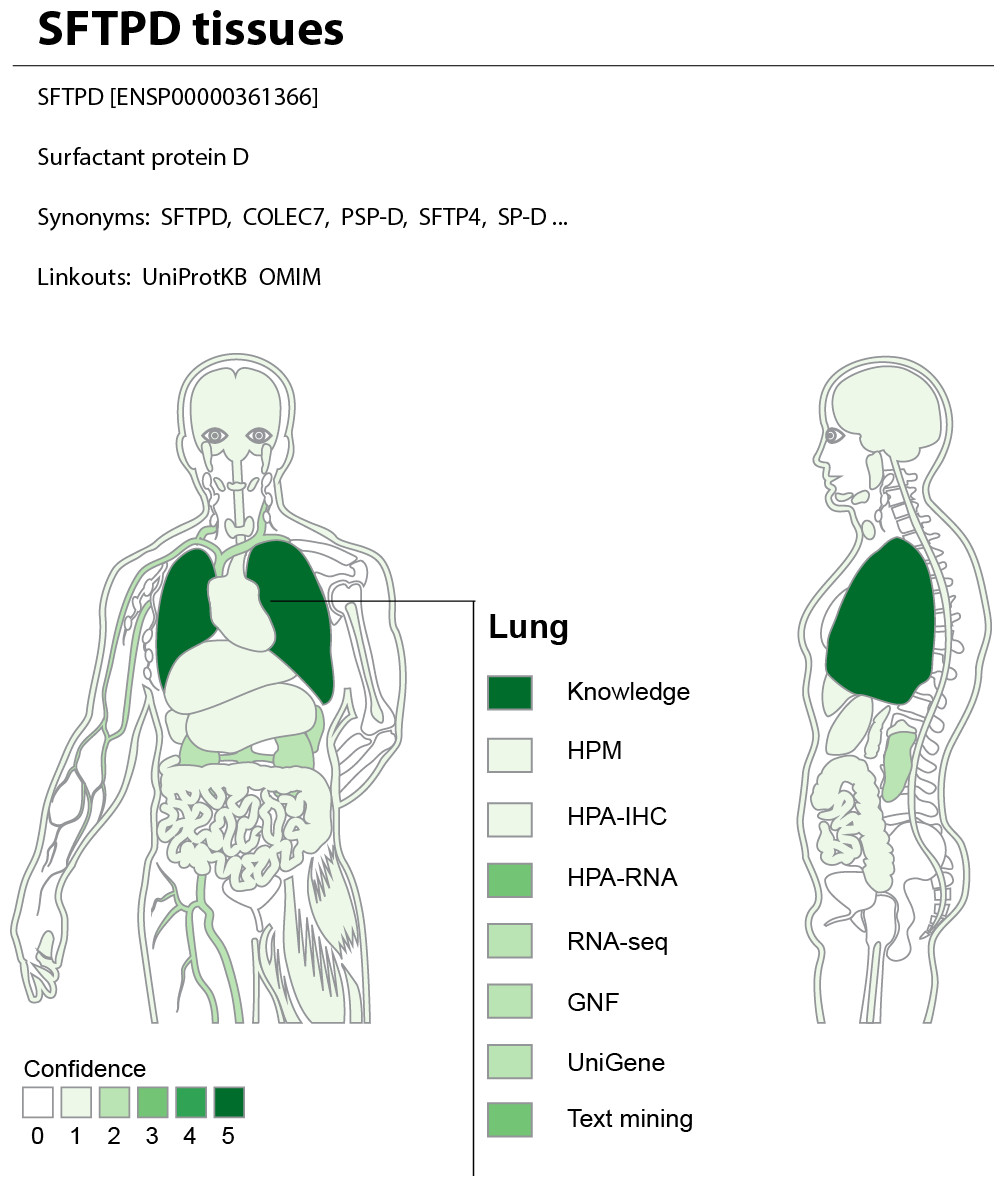 SFTPD tissues
SFTPD [ENSP00000361366]
Surfactant protein D
Synonyms: SFTPD, COLEC7, PSP-D, SFTP4, SP-D ...
Linkouts: UniProtKB OMIM
Lung
Knowledge
HPM
HPA-IHC
HPA-RNA
RNA-seq
GNF
UniGene
Text mining
Confidence
0 1 2 3 4 5